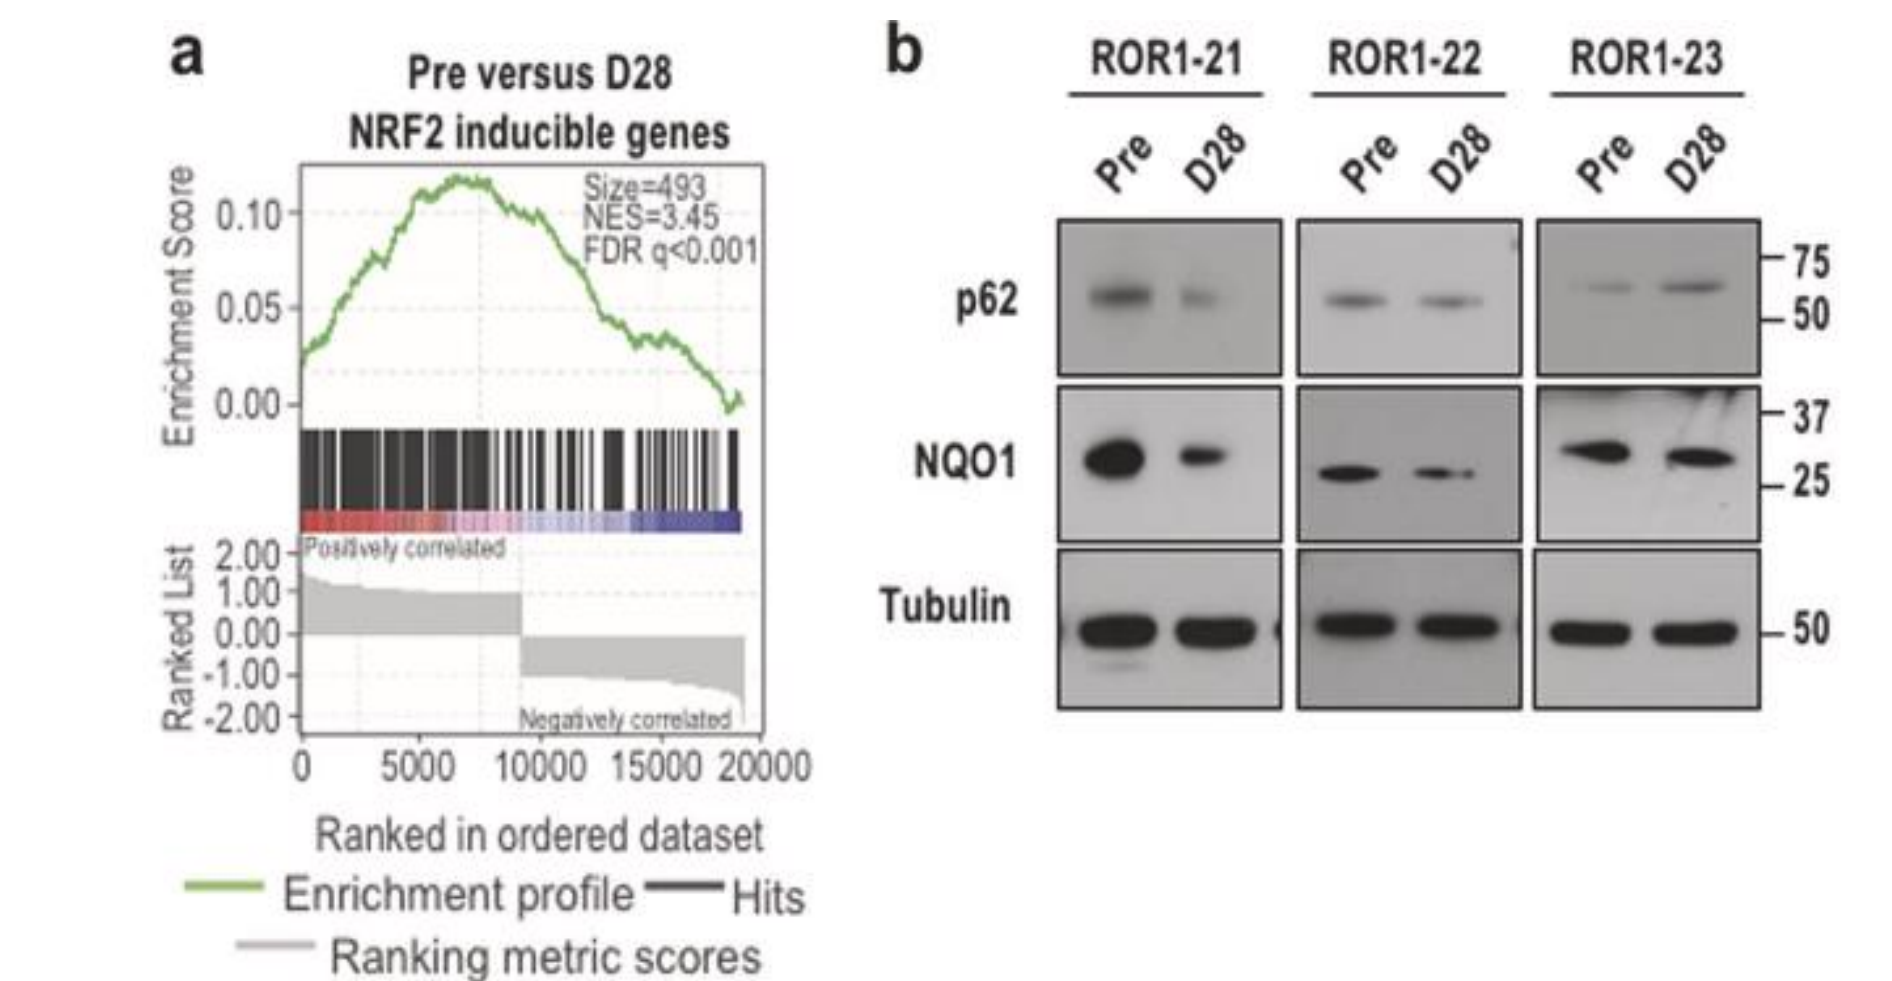 a
Pre versus D28
NRF2 inducible genes
Enrichment Score
0.10
0.05
0.00
Size=493
NES=3.45
FDR q<0.001
Ranked List
2.00
1.00
0.00
-1.00
-2.00
Positively correlated
Negatively correlated
0 5000 10000 15000 20000
Ranked in ordered dataset
Enrichment profile Hits
Ranking metric scores
b
ROR1-21 ROR1-22 ROR1-23
Pre D28 Pre D28 Pre D28
p62
75
50
NQO1
37
25
Tubulin
50